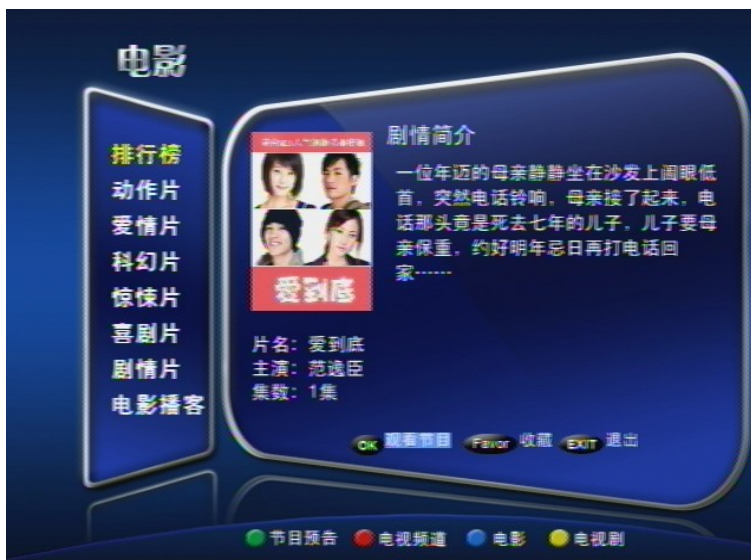 电影
排行榜
动作片
爱情片
科幻片
惊悚片
喜剧片
剧情片
电影播客
爱到底
剧情简介
一位年迈的母亲静静坐在沙发上阖眼低
首，突然电话铃响，母亲接了起来，电
话那头竟是死去七年的儿子，儿子要母
亲保重，约好明年忌日再打电话回
家……
片名：爱到底
主演：范逸臣
集数：1集
OK 观看节目 Favor 收藏 EXIT 退出
节目预告 电视频道 电影 电视剧